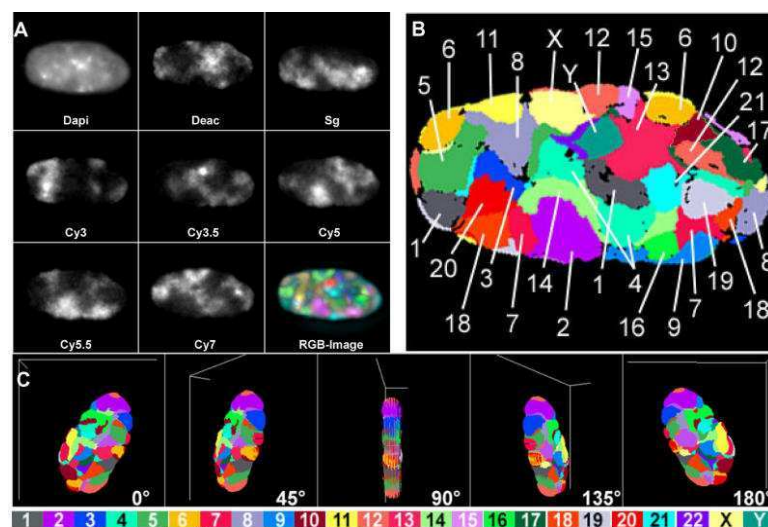 A
Dapi
Deac
Sg
Cy3
Cy3.5
Cy5
Cy5.5
Cy7
RGB-Image
B
6 11 X 12 15 6 10
5 8 Y 13 12
21
17
1 20 3 14 1 4 19 8
18 7 2 16 9 7 18
C
0° 45° 90° 135° 180°
1 2 3 4 5 6 7 8 9 10 11 12 13 14 15 16 17 18 19 20 21 22 X Y